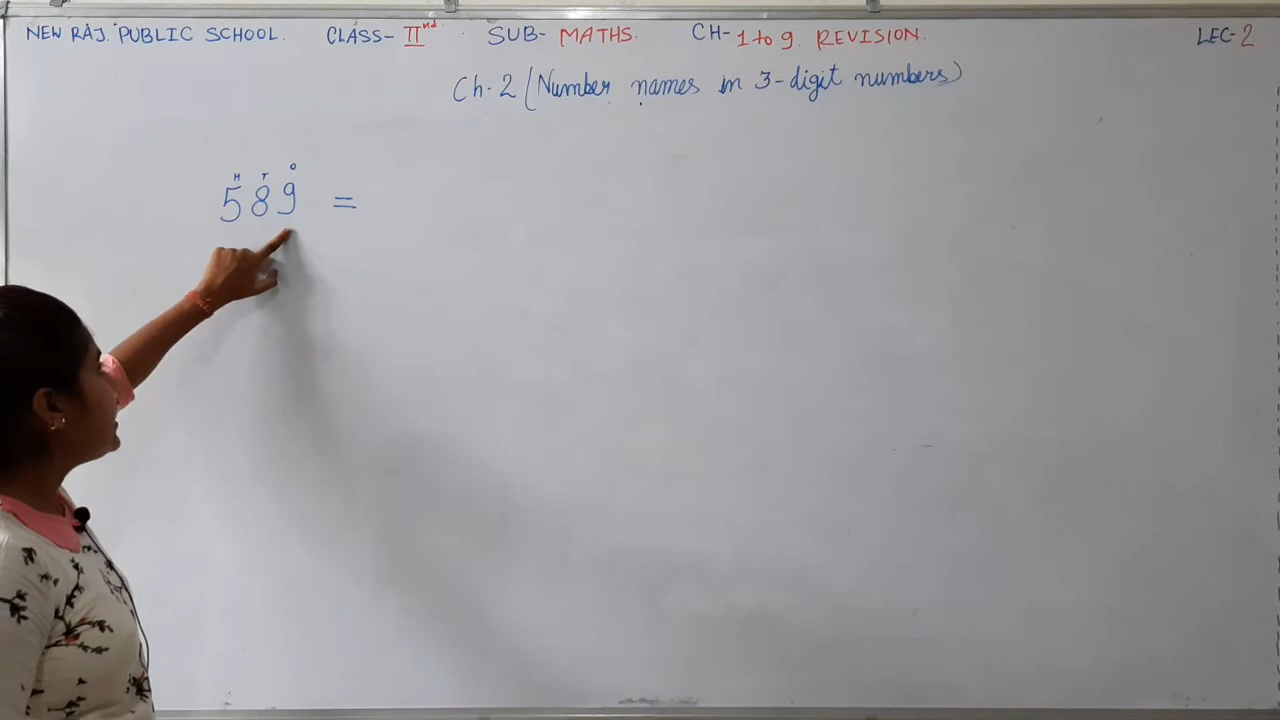 NEW RAJ. PUBLIC SCHOOL. CLASS- IInd. SUB- MATHS. CH- 1 to 9. REVISION. LEC-2
Ch. 2 (Number names in 3-digit numbers)
H T O
589 =